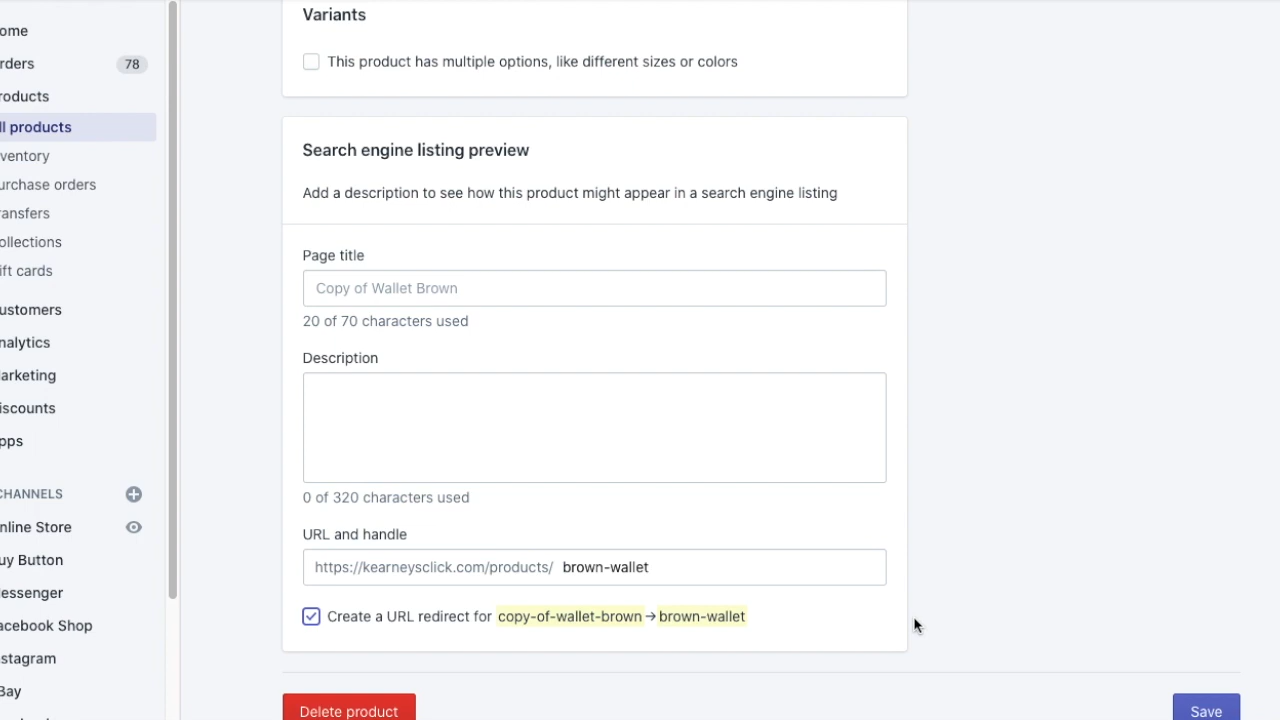 ome
rders 78
roducts
ll products
ventory
urchase orders
ransfers
ollections
ift cards
ustomers
nalytics
arketing
iscounts
pps
CHANNELS
nline Store
uy Button
essenger
acebook Shop
stagram
Bay
Variants
This product has multiple options, like different sizes or colors
Search engine listing preview
Add a description to see how this product might appear in a search engine listing
Page title
Copy of Wallet Brown
20 of 70 characters used
Description
0 of 320 characters used
URL and handle
https://kearneysclick.com/products/ brown-wallet
Create a URL redirect for copy-of-wallet-brown → brown-wallet
Delete product
Save